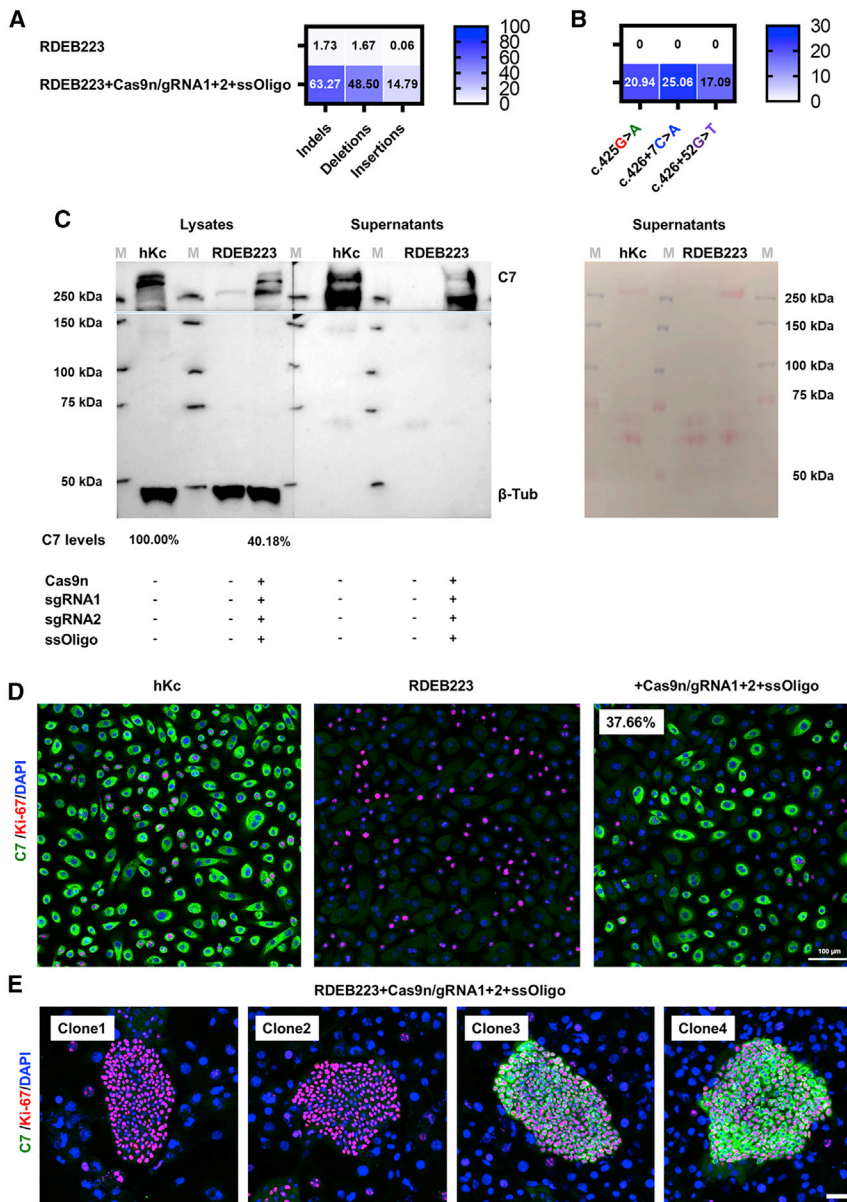 A
RDEB223
1.73 1.67 0.06
RDEB223+Cas9n/gRNA1+2+ssOligo
63.27 48.50 14.79
Indels
Deletions
Insertions
100
80
60
40
20
0
B
0 0 0
20.94 25.06 17.09
c.425G>A
c.426+7C>A
c.426+52G>T
30
20
10
0
C
Lysates Supernatants
M hKc M RDEB223 M hKc M RDEB223
C7
250 kDa
150 kDa
100 kDa
75 kDa
50 kDa
β-Tub
Supernatants
M hKc M RDEB223 M
250 kDa
150 kDa
100 kDa
75 kDa
50 kDa
C7 levels 100.00% 40.18%
Cas9n - - + - - +
sgRNA1 - - + - - +
sgRNA2 - - + - - +
ssOligo - - + - - +
D
hKc RDEB223 +Cas9n/gRNA1+2+ssOligo
C7 /Ki-67/DAPI
37.66%
100 µm
E
RDEB223+Cas9n/gRNA1+2+ssOligo
C7 /Ki-67/DAPI
Clone1 Clone2 Clone3 Clone4